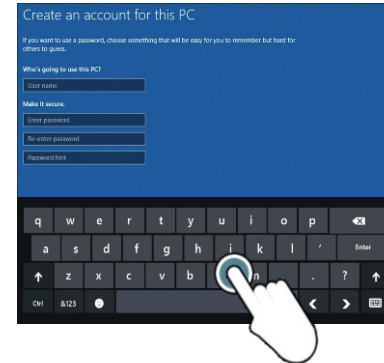 Create an account for this PC
If you want to use a password, choose something that will be easy for you to remember but hard for
others to guess.
Who's going to use this PC?
User name
Make it secure.
Enter password
Re-enter password
Password hint
q w e r t y u i o p
a s d f g h j k l ' Enter
z x c v b n . ?
Ctrl &123 < >